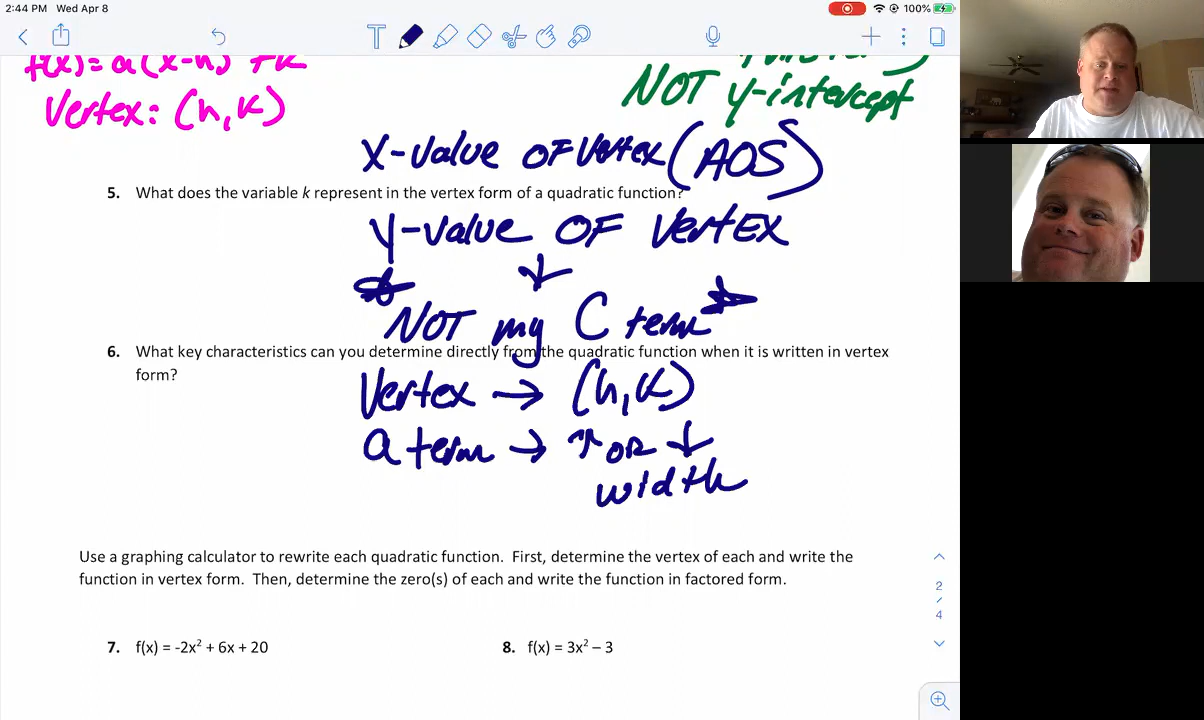 2:44 PM Wed Apr 8
100%
f(x) = a(x-h) + k
Vertex: (h,k)
NOT y-intercept
X-value OF Vertex (AOS)
5. What does the variable k represent in the vertex form of a quadratic function?
y-value OF VertEX
NOT my C term
6. What key characteristics can you determine directly from the quadratic function when it is written in vertex
form?
Vertex → (h,k)
a term → ↑ OR ↓
width
Use a graphing calculator to rewrite each quadratic function. First, determine the vertex of each and write the
function in vertex form. Then, determine the zero(s) of each and write the function in factored form.
2
/
4
7. f(x) = -2x² + 6x + 20
8. f(x) = 3x² – 3